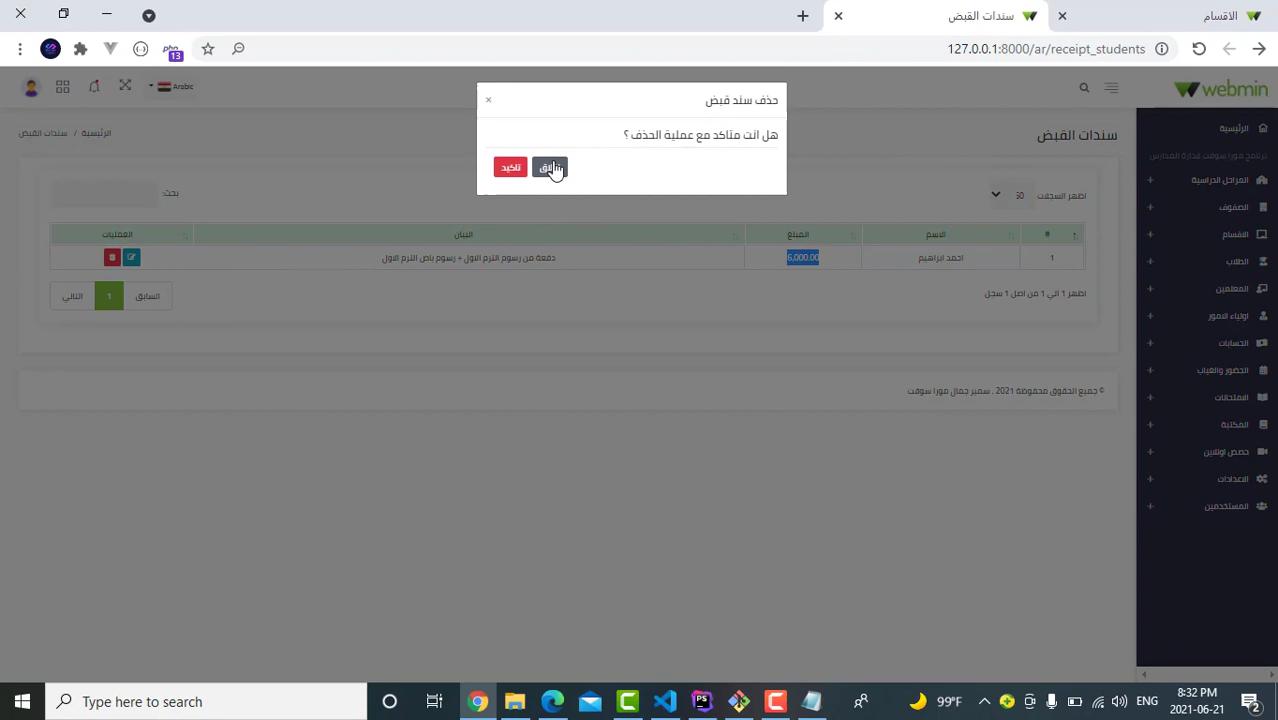 الاقسام
سندات القبض
127.0.0.1:8000/ar/receipt_students
php
13
webmin
Arabic
حذف سند قبض
×
هل انت متاكد مع عملية الحذف ؟
تاكيد
سندات القبض
الرئيسية / سندات القبض
اظهر السجلات 50
بحث:
# الاسم المبلغ البيان العمليات
1 احمد ابراهيم 6,000.00 دفعة من رسوم الترم الاول + رسوم باص الترم الاول
اظهر 1 الي 1 من اصل 1 سجل
السابق 1 التالي
© جميع الحقوق محفوظة 2021 . سمير جمال مورا سوفت
الرئيسية
برنامج مورا سوفت لادارة المدارس
المراحل الدراسية
الصفوف
الاقسام
الطلاب
المعلمين
اولياء الامور
الحسابات
الحضور والغياب
الامتحانات
المكتبة
حصص اونلاين
الاعدادات
المستخدمين
Type here to search
99°F
ENG
8:32 PM
2021-06-21
2